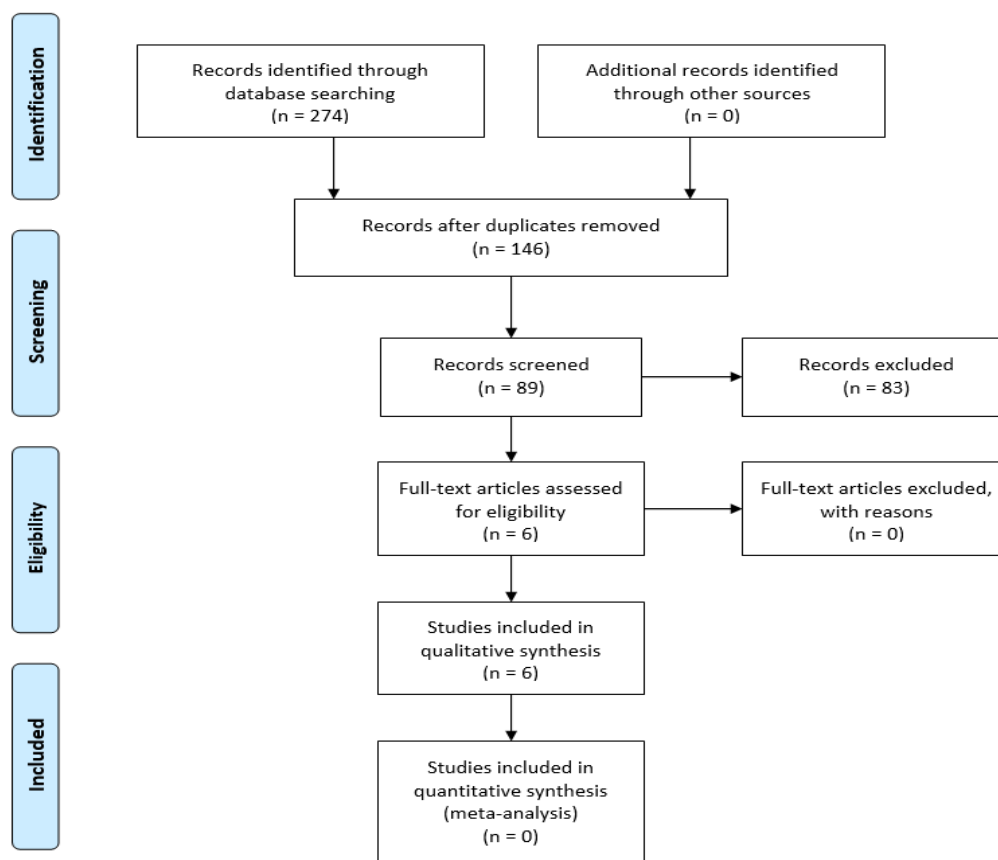 Identification
Records identified through
database searching
(n = 274)
Additional records identified
through other sources
(n = 0)
Records after duplicates removed
(n = 146)
Screening
Records screened
(n = 89)
Records excluded
(n = 83)
Eligibility
Full-text articles assessed
for eligibility
(n = 6)
Full-text articles excluded,
with reasons
(n = 0)
Studies included in
qualitative synthesis
(n = 6)
Included
Studies included in
quantitative synthesis
(meta-analysis)
(n = 0)